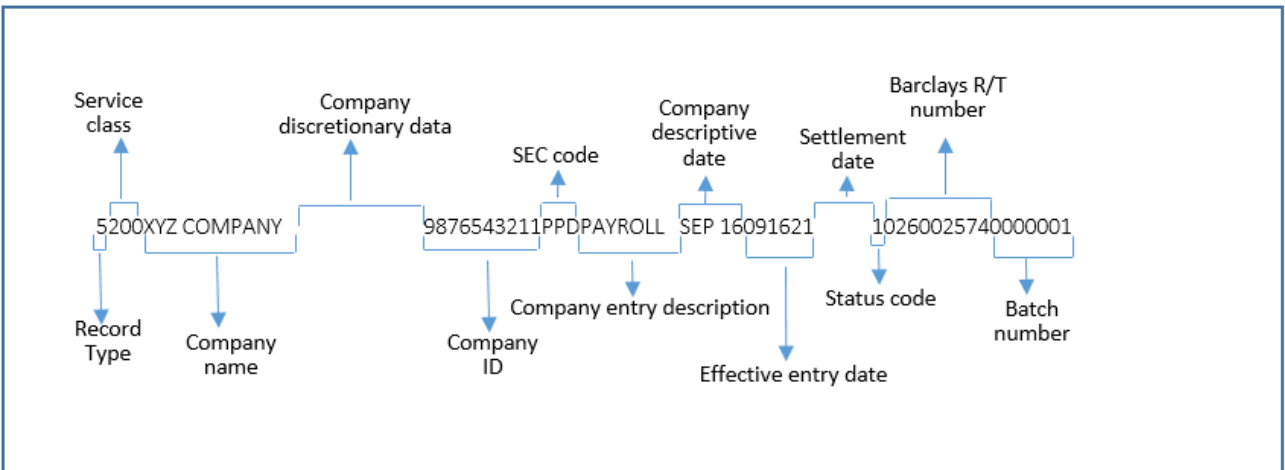 Service
class
Company
discretionary data
SEC code
Company
descriptive
date
Settlement
date
Barclays R/T
number
5200XYZ COMPANY 9876543211PPDPAYROLL SEP 16091621 10260025740000001
Record
Type
Company
name
Company
ID
Company entry description
Effective entry date
Status code
Batch
number